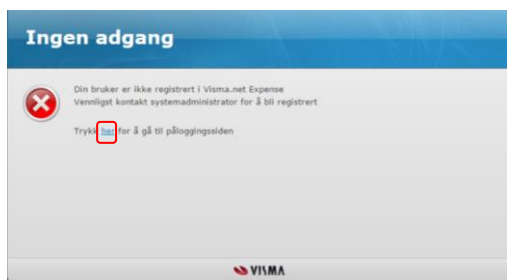 Ingen adgang
Din bruker er ikke registrert i Visma.net Expense
Vennligst kontakt systemadministrator for å bli registrert
Trykk her for å gå til påloggingssiden
VISMA